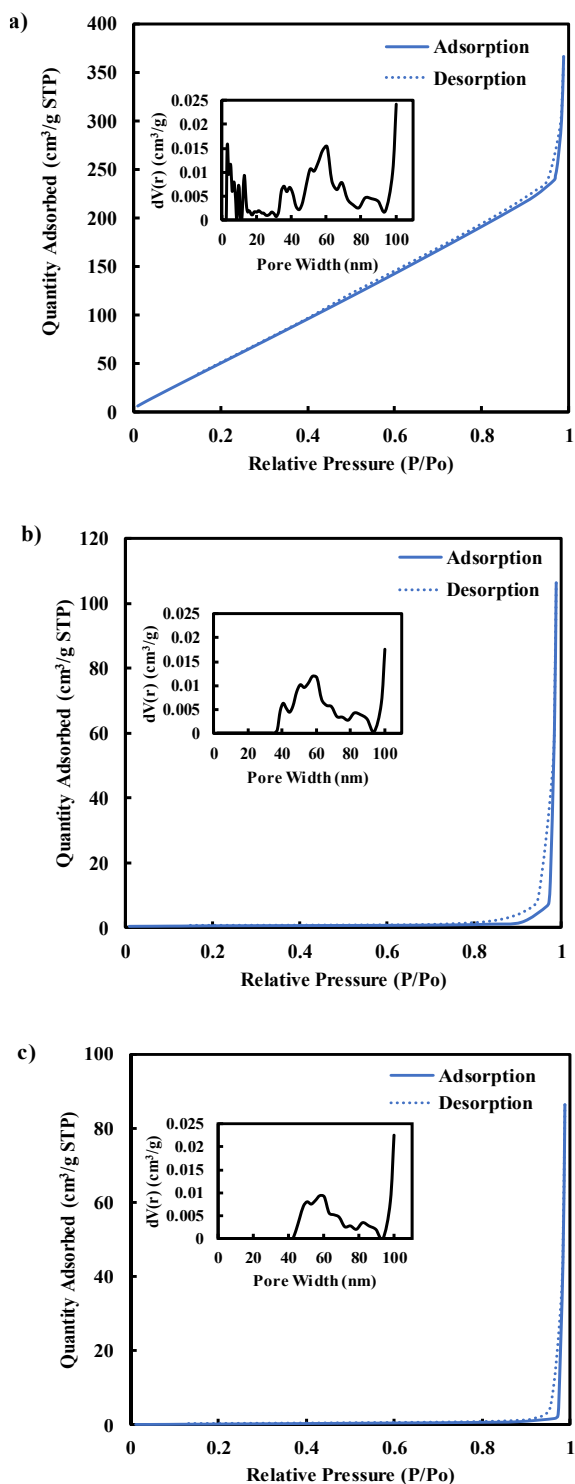 a)
400
350
300
250
200
150
100
50
0
Quantity Adsorbed (cm³/g STP)
Adsorption
Desorption
0.025
0.02
0.015
0.01
0.005
0
dV(r) (cm³/g)
0 20 40 60 80 100
Pore Width (nm)
0 0.2 0.4 0.6 0.8 1
Relative Pressure (P/Po)
b)
120
100
80
60
40
20
0
Quantity Adsorbed (cm³/g STP)
Adsorption
Desorption
0.025
0.02
0.015
0.01
0.005
0
dV(r) (cm³/g)
0 20 40 60 80 100
Pore Width (nm)
0 0.2 0.4 0.6 0.8 1
Relative Pressure (P/Po)
c)
100
80
60
40
20
0
Quantity Adsorbed (cm³/g STP)
Adsorption
Desorption
0.025
0.02
0.015
0.01
0.005
0
dV(r) (cm³/g)
0 20 40 60 80 100
Pore Width (nm)
0 0.2 0.4 0.6 0.8 1
Relative Pressure (P/Po)